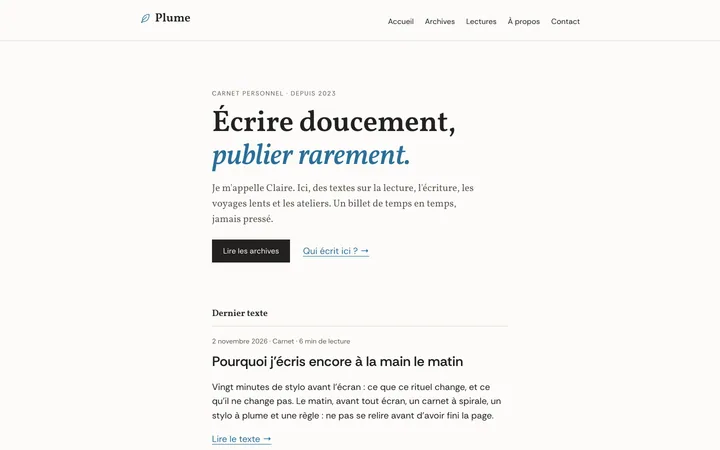 Plume
Accueil Archives Lectures À propos Contact
CARNET PERSONNEL · DEPUIS 2023
Écrire doucement,
publier rarement.
Je m'appelle Claire. Ici, des textes sur la lecture, l'écriture, les
voyages lents et les ateliers. Un billet de temps en temps,
jamais pressé.
Lire les archives Qui écrit ici ? →
Dernier texte
2 novembre 2026 · Carnet · 6 min de lecture
Pourquoi j'écris encore à la main le matin
Vingt minutes de stylo avant l'écran : ce que ce rituel change, et ce
qu'il ne change pas. Le matin, avant tout écran, un carnet à spirale, un
stylo à plume et une règle : ne pas se relire avant d'avoir fini la page.
Lire le texte →